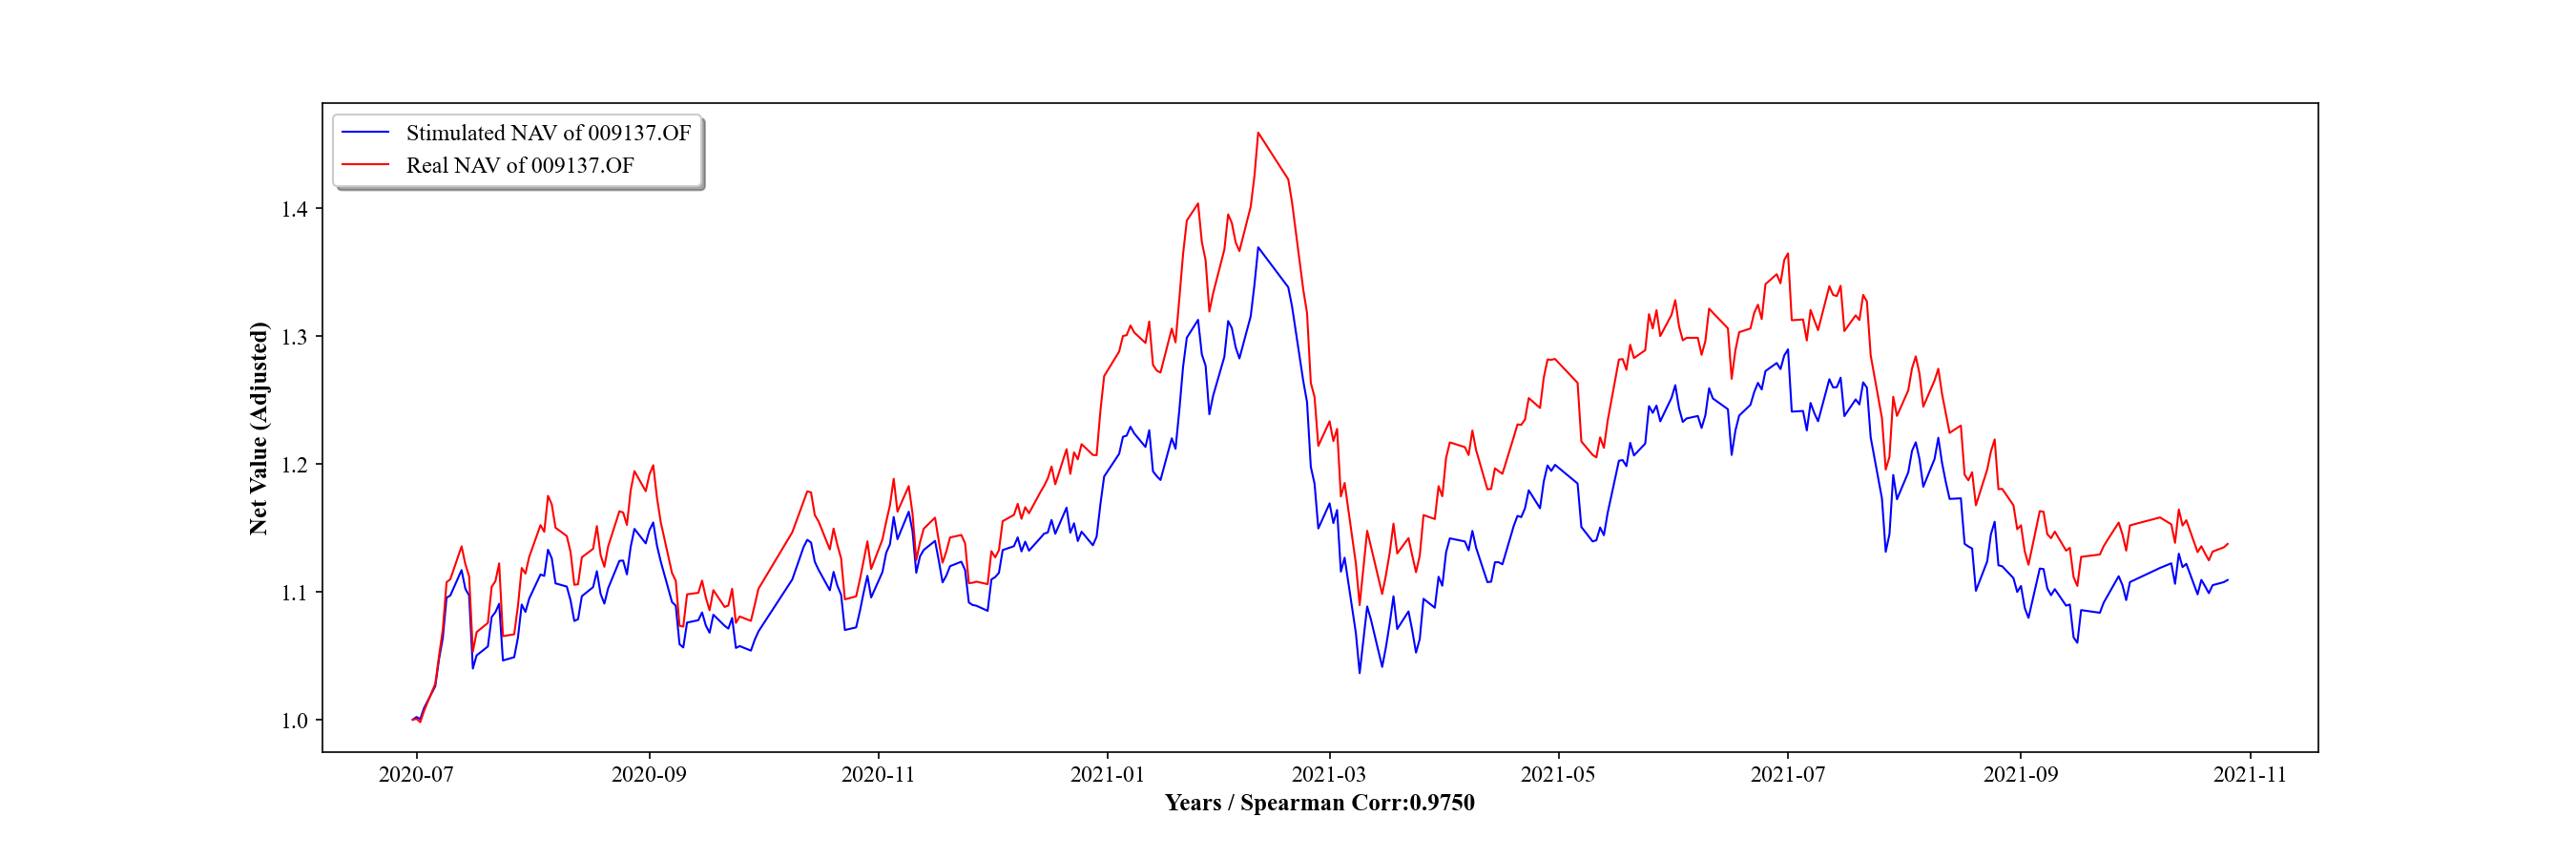 Stimulated NAV of 009137.OF
Real NAV of 009137.OF
Net Value (Adjusted)
1.4
1.3
1.2
1.1
1.0
2020-07 2020-09 2020-11 2021-01 2021-03 2021-05 2021-07 2021-09 2021-11
Years / Spearman Corr:0.9750